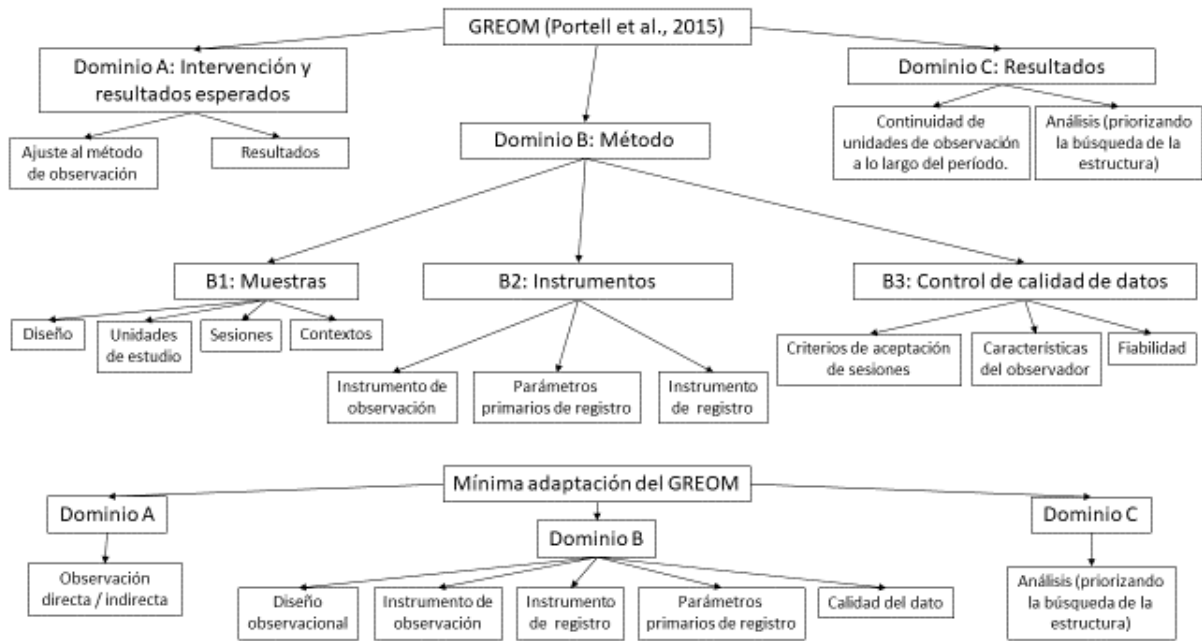 GREOM (Portell et al., 2015)
Dominio A: Intervención y
resultados esperados
Dominio C: Resultados
Ajuste al método
de observación
Resultados
Dominio B: Método
Continuidad de
unidades de observación
a lo largo del período.
Análisis (priorizando
la búsqueda de la
estructura)
B1: Muestras
B2: Instrumentos
B3: Control de calidad de datos
Diseño
Unidades
de estudio
Sesiones
Contextos
Instrumento de
observación
Parámetros
primarios de registro
Instrumento
de registro
Criterios de aceptación
de sesiones
Características
del observador
Fiabilidad
Mínima adaptación del GREOM
Dominio A
Dominio B
Dominio C
Observación
directa / indirecta
Diseño
observacional
Instrumento de
observación
Instrumento
de registro
Parámetros
primarios de registro
Calidad del dato
Análisis (priorizando
la búsqueda de la
estructura)